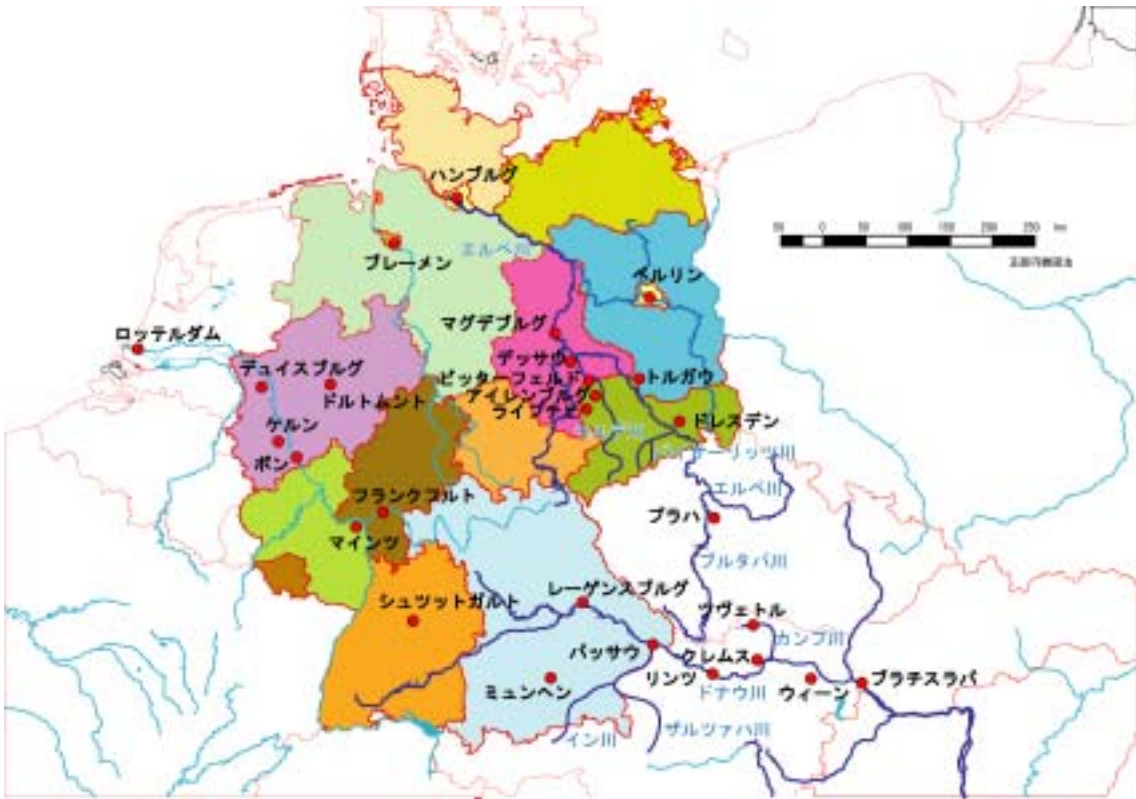 ハンブルグ
エルベ川
ブレーメン
50 0 50 100 150 200 250 km
ベルリン
マグデブルグ
ロッテルダム
デッサウ
デュイスブルグ
ビッターフェルド
トルガウ
ドルトムント
アイレンブルグ
ドレスデン
ケルン
ボン
エルベ川
フランクフルト
プラハ
マインツ
ブルタバ川
レーゲンスブルグ
シュツットガルト
ツヴェトル
カンプ川
パッサウ
クレムス
リンツ
ブラチスラバ
ミュンヘン
ドナウ川
ウィーン
イン川
ザルツァハ川